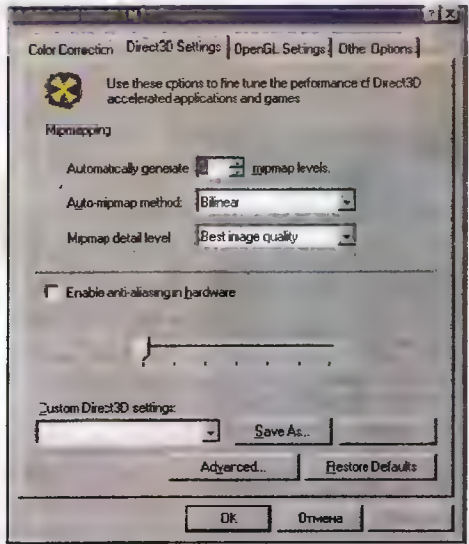 Color Correction Direct3D Settings OpenGL Settings Othe Options
Use these options to fine tune the performance of Direct3D
accelerated applications and games
Mipmapping
Automatically generate mipmap levels.
Auto-mipmap method: Bilinear
Mipmap detail level Best image quality
Enable anti-aliasing in hardware
Custom Direct3D settings:
Save As...
Advanced... Restore Defaults
OK Отмена